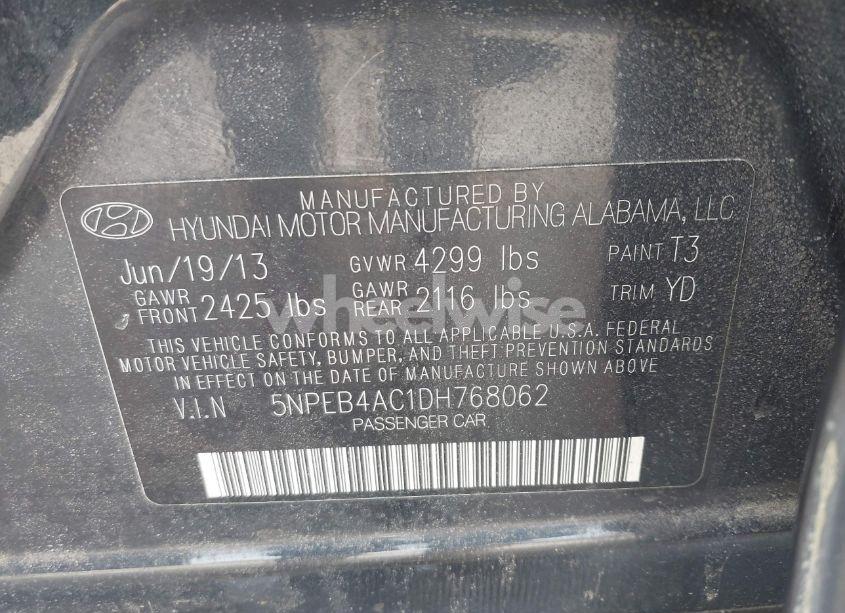 MANUFACTURED BY
HYUNDAI MOTOR MANUFACTURING ALABAMA, LLC
Jun/19/13 GVWR 4299 lbs PAINT T3
GAWR FRONT 2425 lbs GAWR REAR 2116 lbs TRIM YD
THIS VEHICLE CONFORMS TO ALL APPLICABLE U.S.A. FEDERAL
MOTOR VEHICLE SAFETY, BUMPER, AND THEFT PREVENTION STANDARDS
IN EFFECT ON THE DATE OF MANUFACTURE SHOWN ABOVE
V.I.N 5NPEB4AC1DH768062
PASSENGER CAR
wheelwise